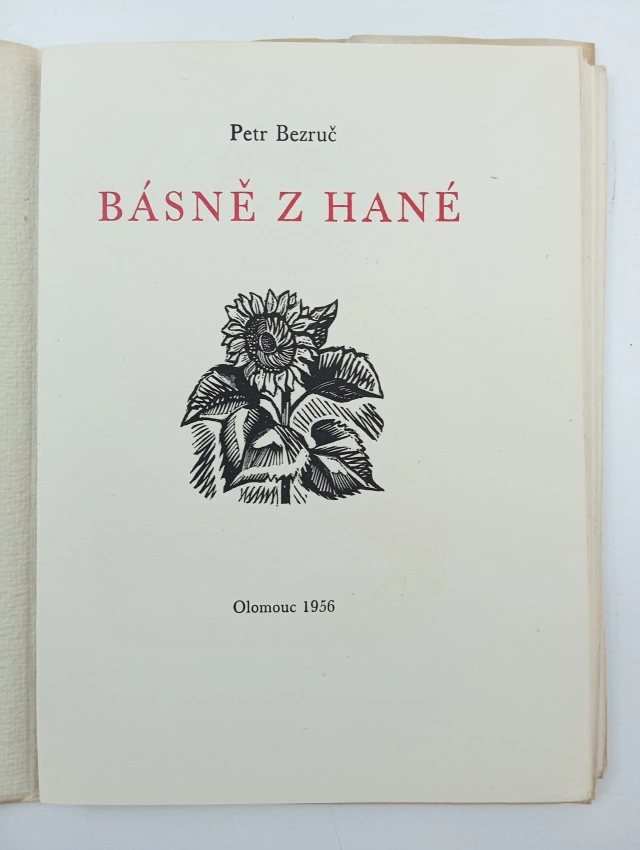 Petr Bezruč
BÁSNĚ Z HANÉ
Olomouc 1956